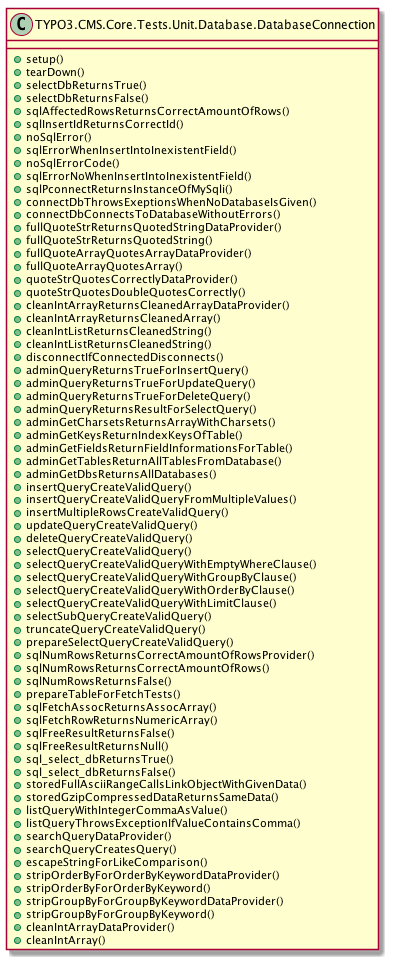 C TYPO3.CMS.Core.Tests.Unit.Database.DatabaseConnection
setup()
tearDown()
selectDbReturnsTrue()
selectDbReturnsFalse()
sqlAffectedRowsReturnsCorrectAmountOfRows()
sqlInsertIdReturnsCorrectId()
noSqlError()
sqlErrorWhenInsertIntoInexistentField()
noSqlErrorCode()
sqlErrorNoWhenInsertIntoInexistentField()
sqlPconnectReturnsInstanceOfMySqli()
connectDbThrowsExeptionsWhenNoDatabaseIsGiven()
connectDbConnectsToDatabaseWithoutErrors()
fullQuoteStrReturnsQuotedStringDataProvider()
fullQuoteStrReturnsQuotedString()
fullQuoteArrayQuotesArrayDataProvider()
fullQuoteArrayQuotesArray()
quoteStrQuotesCorrectlyDataProvider()
quoteStrQuotesDoubleQuotesCorrectly()
cleanIntArrayReturnsCleanedArrayDataProvider()
cleanIntArrayReturnsCleanedArray()
cleanIntListReturnsCleanedString()
cleanIntListReturnsCleanedString()
disconnectIfConnectedDisconnects()
adminQueryReturnsTrueForInsertQuery()
adminQueryReturnsTrueForUpdateQuery()
adminQueryReturnsTrueForDeleteQuery()
adminQueryReturnsResultForSelectQuery()
adminGetCharsetsReturnsArrayWithCharsets()
adminGetKeysReturnIndexKeysOfTable()
adminGetFieldsReturnFieldInformationsForTable()
adminGetTablesReturnAllTablesFromDatabase()
adminGetDbsReturnsAllDatabases()
insertQueryCreateValidQuery()
insertQueryCreateValidQueryFromMultipleValues()
insertMultipleRowsCreateValidQuery()
updateQueryCreateValidQuery()
deleteQueryCreateValidQuery()
selectQueryCreateValidQuery()
selectQueryCreateValidQueryWithEmptyWhereClause()
selectQueryCreateValidQueryWithGroupByClause()
selectQueryCreateValidQueryWithOrderByClause()
selectQueryCreateValidQueryWithLimitClause()
selectSubQueryCreateValidQuery()
truncateQueryCreateValidQuery()
prepareSelectQueryCreateValidQuery()
sqlNumRowsReturnsCorrectAmountOfRowsProvider()
sqlNumRowsReturnsCorrectAmountOfRows()
sqlNumRowsReturnsFalse()
prepareTableForFetchTests()
sqlFetchAssocReturnsAssocArray()
sqlFetchRowReturnsNumericArray()
sqlFreeResultReturnsFalse()
sqlFreeResultReturnsNull()
sql_select_dbReturnsTrue()
sql_select_dbReturnsFalse()
storedFullAsciiRangeCallsLinkObjectWithGivenData()
storedGzipCompressedDataReturnsSameData()
listQueryWithIntegerCommaAsValue()
listQueryThrowsExceptionIfValueContainsComma()
searchQueryDataProvider()
searchQueryCreatesQuery()
escapeStringForLikeComparison()
stripOrderByForOrderByKeywordDataProvider()
stripOrderByForOrderByKeyword()
stripGroupByForGroupByKeywordDataProvider()
stripGroupByForGroupByKeyword()
cleanIntArrayDataProvider()
cleanIntArray()